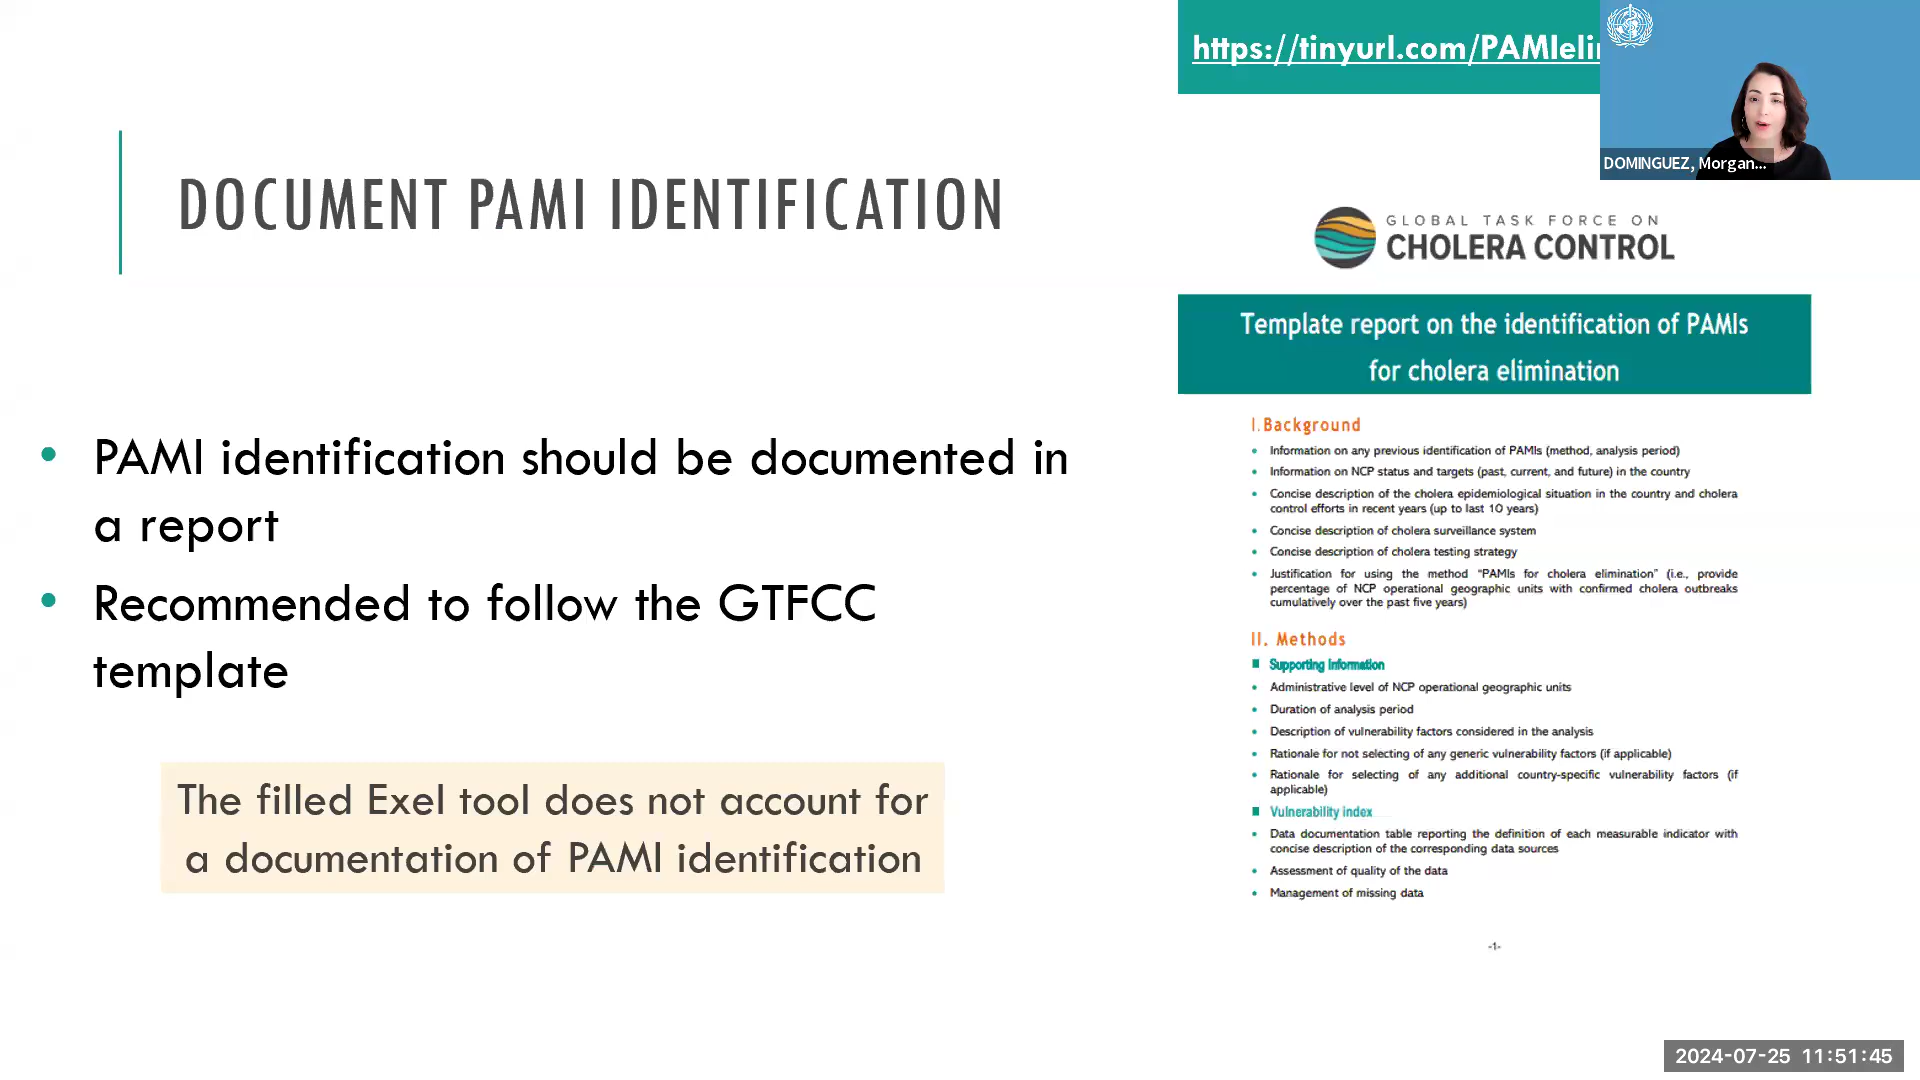 https://tinyurl.com/PAMIeli
DOMINGUEZ, Morgan...
DOCUMENT PAMI IDENTIFICATION
GLOBAL TASK FORCE ON
CHOLERA CONTROL
Template report on the identification of PAMIs
for cholera elimination
• PAMI identification should be documented in
a report
• Recommended to follow the GTFCC
template
The filled Exel tool does not account for
a documentation of PAMI identification
I. Background
• Information on any previous identification of PAMIs (method, analysis period)
• Information on NCP status and targets (past, current, and future) in the country
• Concise description of the cholera epidemiological situation in the country and cholera
control efforts in recent years (up to last 10 years)
• Concise description of cholera surveillance system
• Concise description of cholera testing strategy
• Justification for using the method “PAMIs for cholera elimination” (i.e., provide
percentage of NCP operational geographic units with confirmed cholera outbreaks
cumulatively over the past five years)
II. Methods
■ Supporting Information
• Administrative level of NCP operational geographic units
• Duration of analysis period
• Description of vulnerability factors considered in the analysis
• Rationale for not selecting of any generic vulnerability factors (if applicable)
• Rationale for selecting of any additional country-specific vulnerability factors (if
applicable)
■ Vulnerability index
• Data documentation table reporting the definition of each measurable indicator with
concise description of the corresponding data sources
• Assessment of quality of the data
• Management of missing data
-1-
2024-07-25 11:51:45